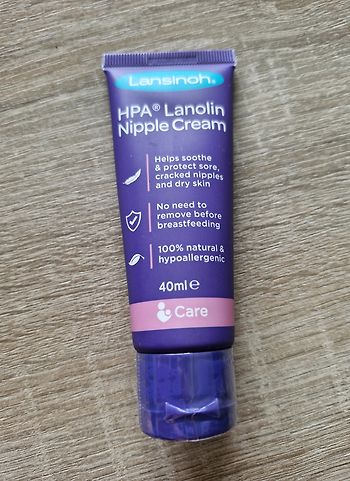 Lansinoh®
HPA® Lanolin
Nipple Cream
Helps soothe
& protect sore,
cracked nipples
and dry skin
No need to
remove before
breastfeeding
100% natural &
hypoallergenic
40ml ℮
Care